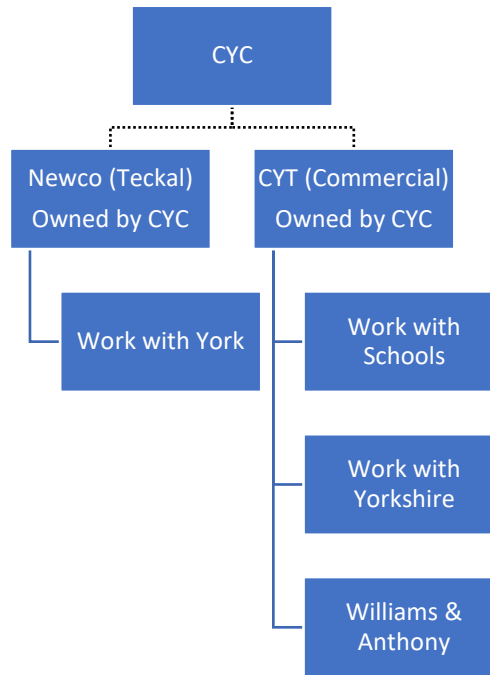 CYC
Newco (Teckal)
Owned by CYC
CYT (Commercial)
Owned by CYC
Work with York
Work with
Schools
Work with
Yorkshire
Williams &
Anthony